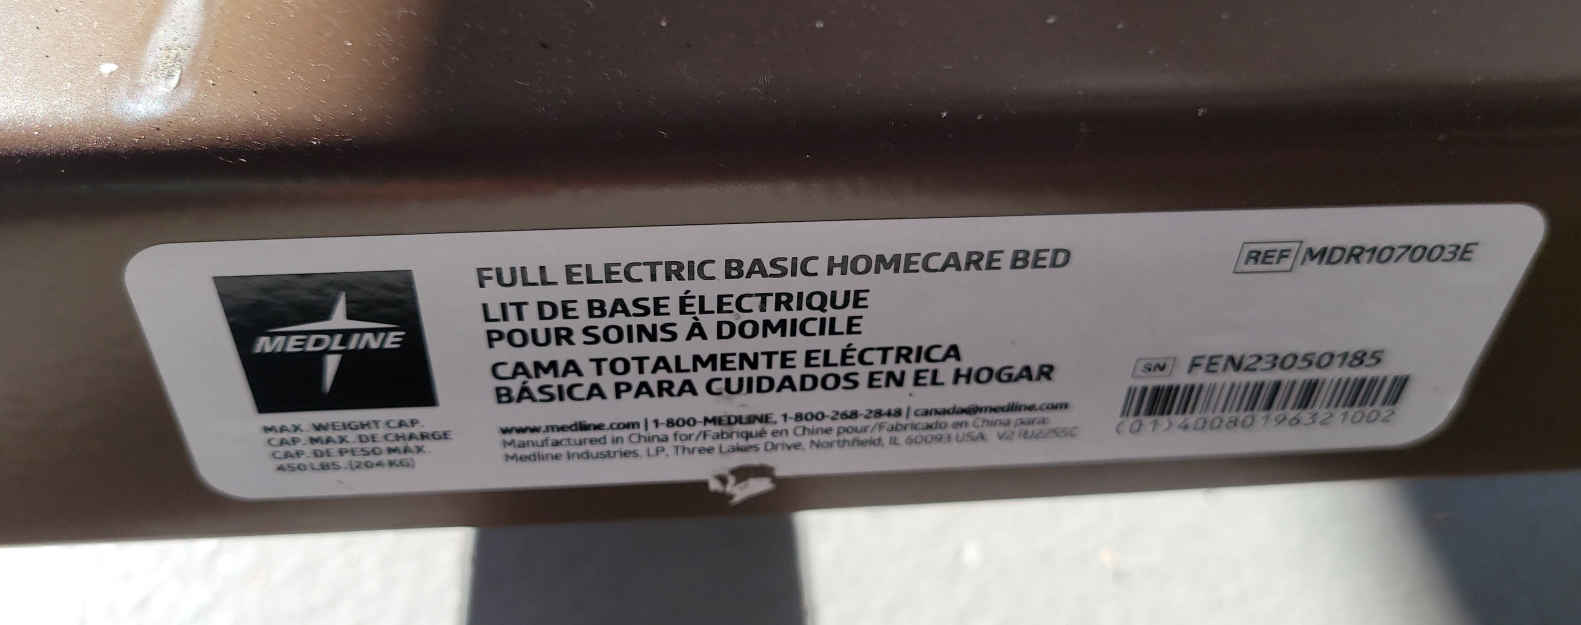 MEDLINE
MAX. WEIGHT CAP.
CAP. MAX. DE CHARGE
CAP. DE PESO MÁX.
450 LBS. (204 KG)
FULL ELECTRIC BASIC HOMECARE BED
LIT DE BASE ÉLECTRIQUE
POUR SOINS À DOMICILE
CAMA TOTALMENTE ELÉCTRICA
BÁSICA PARA CUIDADOS EN EL HOGAR
www.medline.com | 1-800-MEDLINE, 1-800-268-2848 | canada@medline.com
Manufactured in China for/Fabriqué en Chine pour/Fabricado en China para:
Medline Industries, LP, Three Lakes Drive, Northfield, IL 60093 USA.
REF MDR107003E
SN FEN23050185
(01)40080196321002